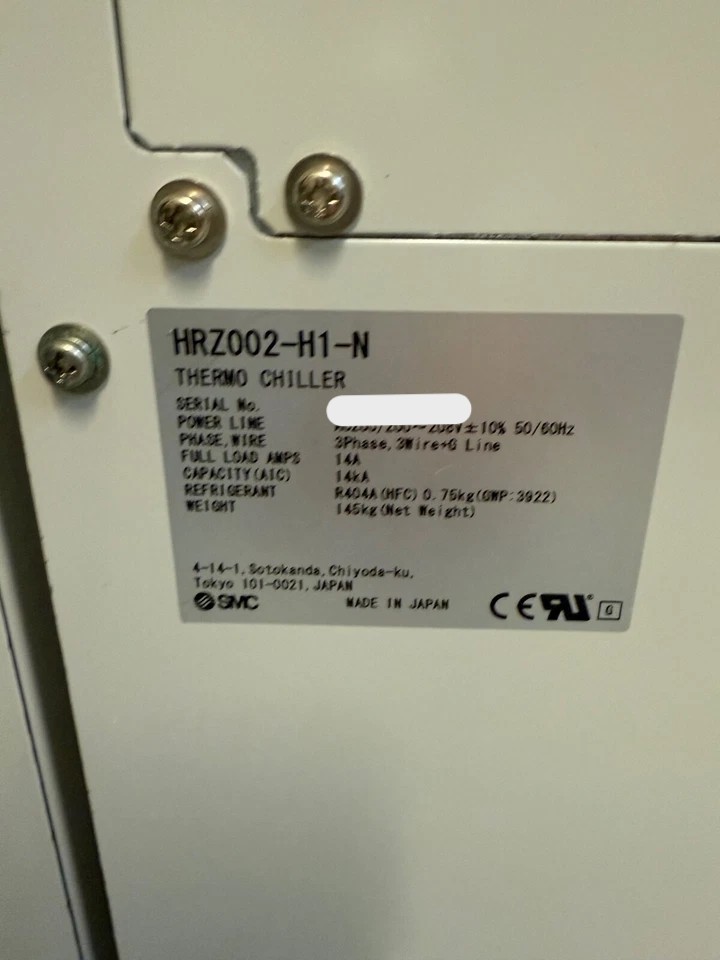 HRZ002-H1-N
THERMO CHILLER
SERIAL No.
POWER LINE 208V±10% 50/60Hz
PHASE,WIRE 3Phase,3Wire+G Line
FULL LOAD AMPS 14A
CAPACITY(AIC) 14kA
REFRIGERANT R404A(HFC) 0.75kg(GWP:3922)
WEIGHT 145kg(Net Weight)
4-14-1, Sotokanda, Chiyoda-ku,
Tokyo 101-0021, JAPAN
SMC MADE IN JAPAN CE RU G